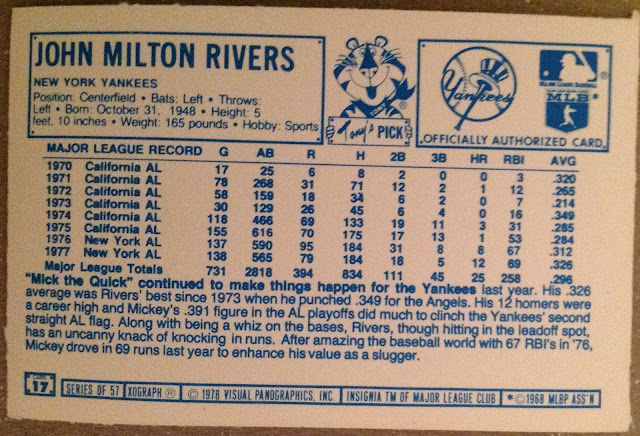 JOHN MILTON RIVERS
NEW YORK YANKEES
Position: Centerfield • Bats: Left • Throws:
Left • Born: October 31, 1948 • Height: 5
feet, 10 inches • Weight: 165 pounds • Hobby: Sports
Tony's PICK
Yankees
MAJOR LEAGUE BASEBALL
MLB
OFFICIALLY AUTHORIZED CARD
MAJOR LEAGUE RECORD G AB R H 2B 3B HR RBI AVG
1970 California AL 17 25 6 8 2 0 0 3 .320
1971 California AL 78 268 31 71 12 2 1 12 .265
1972 California AL 58 159 18 34 6 2 0 7 .214
1973 California AL 30 129 26 45 6 4 0 16 .349
1974 California AL 118 466 69 133 19 11 3 31 .285
1975 California AL 155 616 70 175 17 13 1 53 .284
1976 New York AL 137 590 95 184 31 8 8 67 .312
1977 New York AL 138 565 79 184 18 5 12 69 .326
Major League Totals 731 2818 394 834 111 45 25 258 .296
"Mick the Quick" continued to make things happen for the Yankees last year. His .326
average was Rivers' best since 1973 when he punched .349 for the Angels. His 12 homers were
a career high and Mickey's .391 figure in the AL playoffs did much to clinch the Yankees' second
straight AL flag. Along with being a whiz on the bases, Rivers, though hitting in the leadoff spot,
has an uncanny knack of knocking in runs. After amazing the baseball world with 67 RBI's in '76,
Mickey drove in 69 runs last year to enhance his value as a slugger.
CARD
17 SERIES OF 57 XOGRAPH ® © 1978 VISUAL PANOGRAPHICS, INC. INSIGNIA TM OF MAJOR LEAGUE CLUB *©1968 MLBP ASS'N